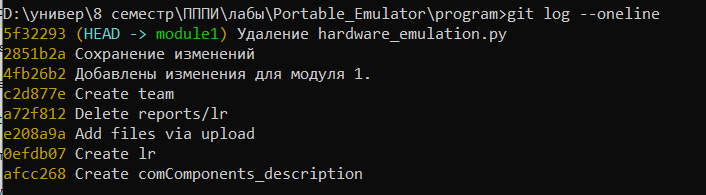 D:\универ\8 семестр\ПППИ\лабы\Portable_Emulator\program>git log --oneline
5f32293 (HEAD -> module1) Удаление hardware_emulation.py
2851b2a Сохранение изменений
4fb26b2 Добавлены изменения для модуля 1.
c2d877e Create team
a72f812 Delete reports/lr
e208a9a Add files via upload
0efdb07 Create lr
afcc268 Create comComponents_description